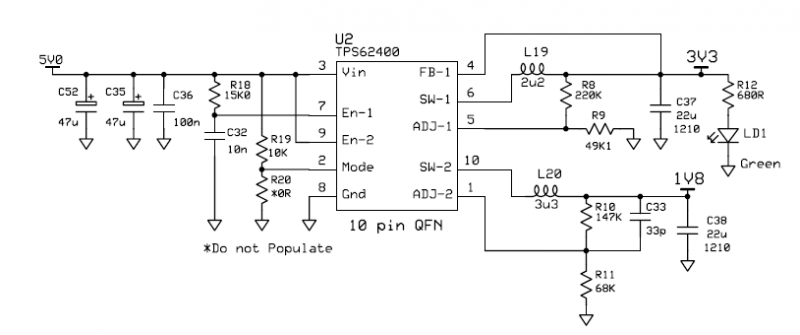 U2
TPS62400
5V0
3 Vin
FB-1 4
L19
2u2
3V3
C52
47u
C35
47u
C36
100n
R18
15K0
7 En-1
SW-1 6
R8
220K
C37
22u
1210
R12
680R
C32
10n
R19
10K
9 En-2
ADJ-1 5
R9
49K1
LD1
Green
2 Mode
SW-2 10
L20
3u3
1V8
R20
*0R
8 Gnd
ADJ-2 1
R10
147K
C33
33p
C38
22u
1210
10 pin QFN
*Do not Populate
R11
68K